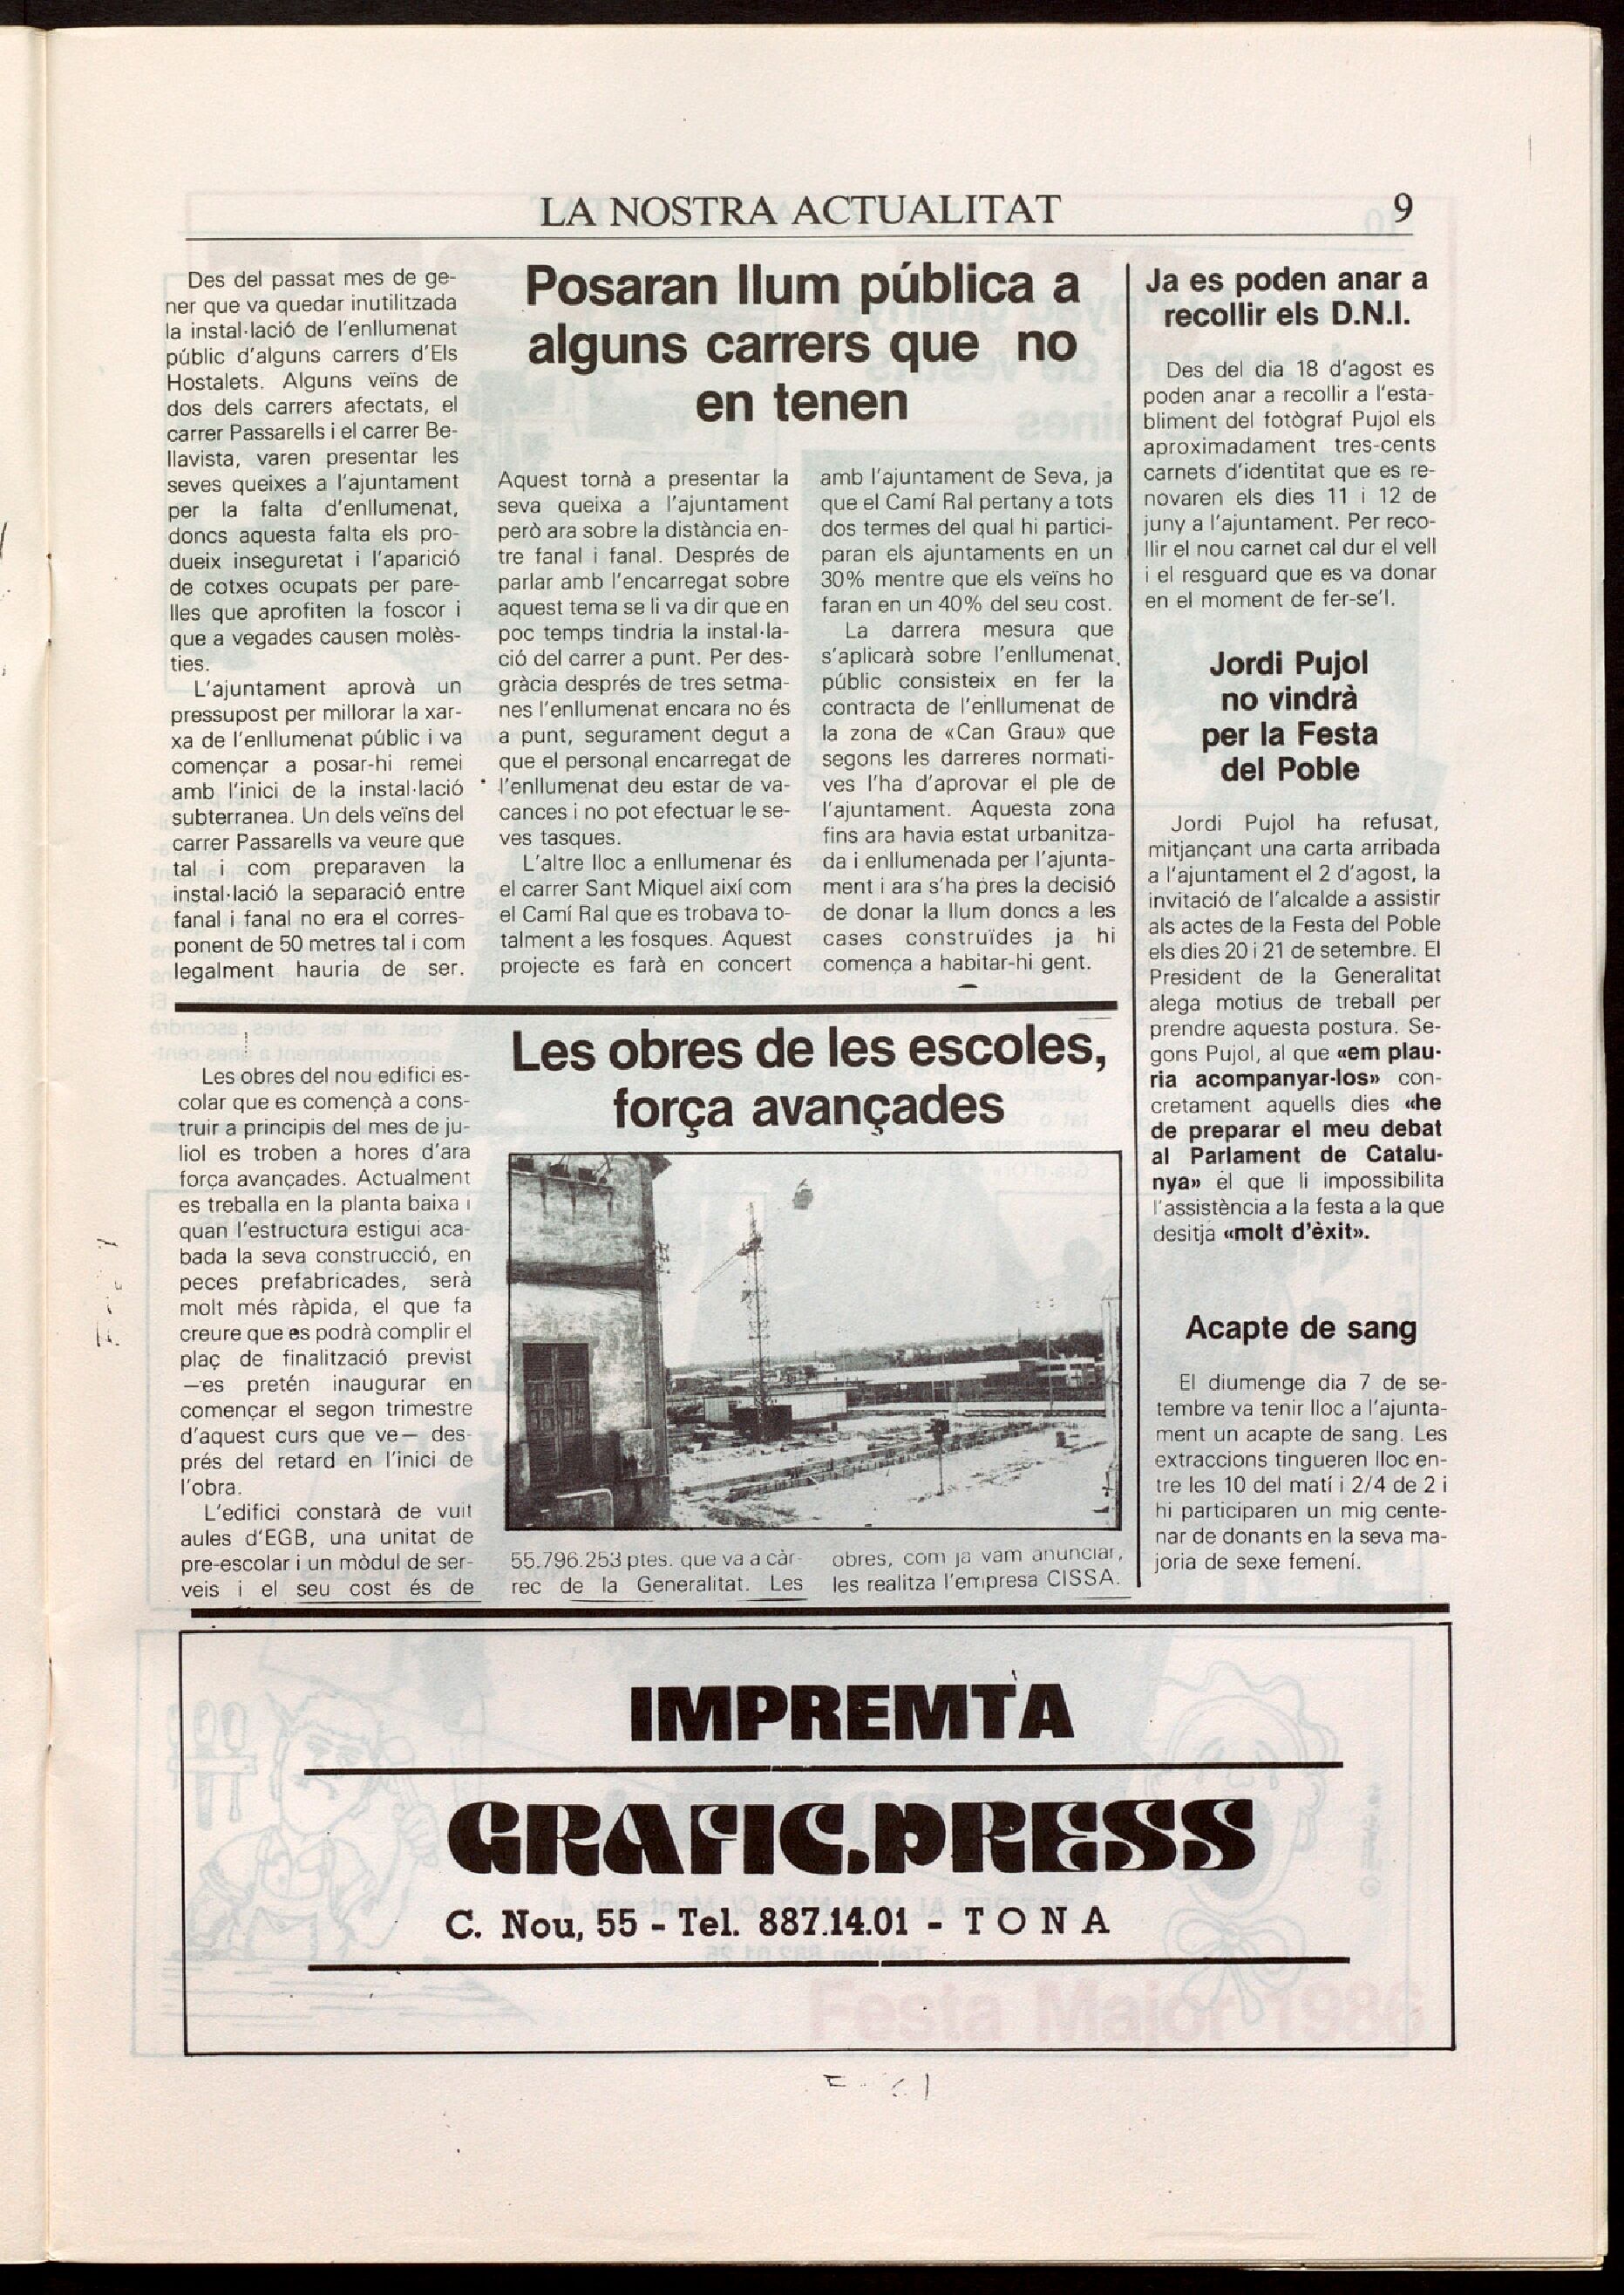 LA NOSTRA ACTUALITAT
9
Posaran llum pública a
alguns carrers que no
en tenen
Des del passat mes de ge-
ner que va quedar inutilitzada
la instal·lació de l'enllumenat
públic d'alguns carrers d'Els
Hostalets. Alguns veïns de
dos dels carrers afectats, el
carrer Passarells i el carrer Be-
llavista, varen presentar les
seves queixes a l'ajuntament
per la falta d'enllumenat,
doncs aquesta falta els pro-
dueix inseguretat i l'aparició
de cotxes ocupats per pare-
lles que aprofiten la foscor i
que a vegades causen molès-
ties.
L'ajuntament aprovà un
pressupost per millorar la xar-
xa de l'enllumenat públic i va
començar a posar-hi remei
amb l'inici de la instal·lació
subterranea. Un dels veïns del
carrer Passarells va veure que
tal i com preparaven la
instal·lació la separació entre
fanal i fanal no era el corres-
ponent de 50 metres tal i com
legalment hauria de ser.
Aquest tornà a presentar la
seva queixa a l'ajuntament
però ara sobre la distància en-
tre fanal i fanal. Després de
parlar amb l'encarregat sobre
aquest tema se li va dir que en
poc temps tindria la instal·la-
ció del carrer a punt. Per des-
gràcia després de tres setma-
nes l'enllumenat encara no és
a punt, segurament degut a
que el personal encarregat de
l'enllumenat deu estar de va-
cances i no pot efectuar le se-
ves tasques.
L'altre lloc a enllumenar és
el carrer Sant Miquel així com
el Camí Ral que es trobava to-
talment a les fosques. Aquest
projecte es farà en concert
amb l'ajuntament de Seva, ja
que el Camí Ral pertany a tots
dos termes del qual hi partici-
paran els ajuntaments en un
30% mentre que els veïns ho
faran en un 40% del seu cost.
La darrera mesura que
s'aplicarà sobre l'enllumenat
públic consisteix en fer la
contracta de l'enllumenat de
la zona de «Can Grau» que
segons les darreres normati-
ves l'ha d'aprovar el ple de
l'ajuntament. Aquesta zona
fins ara havia estat urbanitza-
da i enllumenada per l'ajunta-
ment i ara s'ha pres la decisió
de donar la llum doncs a les
cases construïdes ja hi
comença a habitar-hi gent.
Les obres de les escoles,
força avançades
Les obres del nou edifici es-
colar que es començà a cons-
truir a principis del mes de ju-
liol es troben a hores d'ara
força avançades. Actualment
es treballa en la planta baixa i
quan l'estructura estigui aca-
bada la seva construcció, en
peces prefabricades, serà
molt més ràpida, el que fa
creure que es podrà complir el
plaç de finalització previst
—es pretén inaugurar en
començar el segon trimestre
d'aquest curs que ve— des-
prés del retard en l'inici de
l'obra.
L'edifici constarà de vuit
aules d'EGB, una unitat de
pre-escolar i un mòdul de ser-
veis i el seu cost és de
55.796.253 ptes. que va a càr-
rec de la Generalitat. Les
obres, com ja vam anunciar,
les realitza l'empresa CISSA.
Ja es poden anar a
recollir els D.N.I.
Des del dia 18 d'agost es
poden anar a recollir a l'esta-
bliment del fotògraf Pujol els
aproximadament tres-cents
carnets d'identitat que es re-
novaren els dies 11 i 12 de
juny a l'ajuntament. Per reco-
llir el nou carnet cal dur el vell
i el resguard que es va donar
en el moment de fer-se'l.
Jordi Pujol
no vindrà
per la Festa
del Poble
Jordi Pujol ha refusat,
mitjançant una carta arribada
a l'ajuntament el 2 d'agost, la
invitació de l'alcalde a assistir
als actes de la Festa del Poble
els dies 20 i 21 de setembre. El
President de la Generalitat
alega motius de treball per
prendre aquesta postura. Se-
gons Pujol, al que «em plau-
ria acompanyar-los» con-
cretament aquells dies «he
de preparar el meu debat
al Parlament de Catalu-
nya» el que li impossibilita
l'assistència a la festa a la que
desitja «molt d'èxit».
Acapte de sang
El diumenge dia 7 de se-
tembre va tenir lloc a l'ajunta-
ment un acapte de sang. Les
extraccions tingueren lloc en-
tre les 10 del matí i 2/4 de 2 i
hi participaren un mig cente-
nar de donants en la seva ma-
joria de sexe femení.
IMPREMTA
GRAFIC.PRESS
C. Nou, 55 - Tel. 887.14.01 - TONA